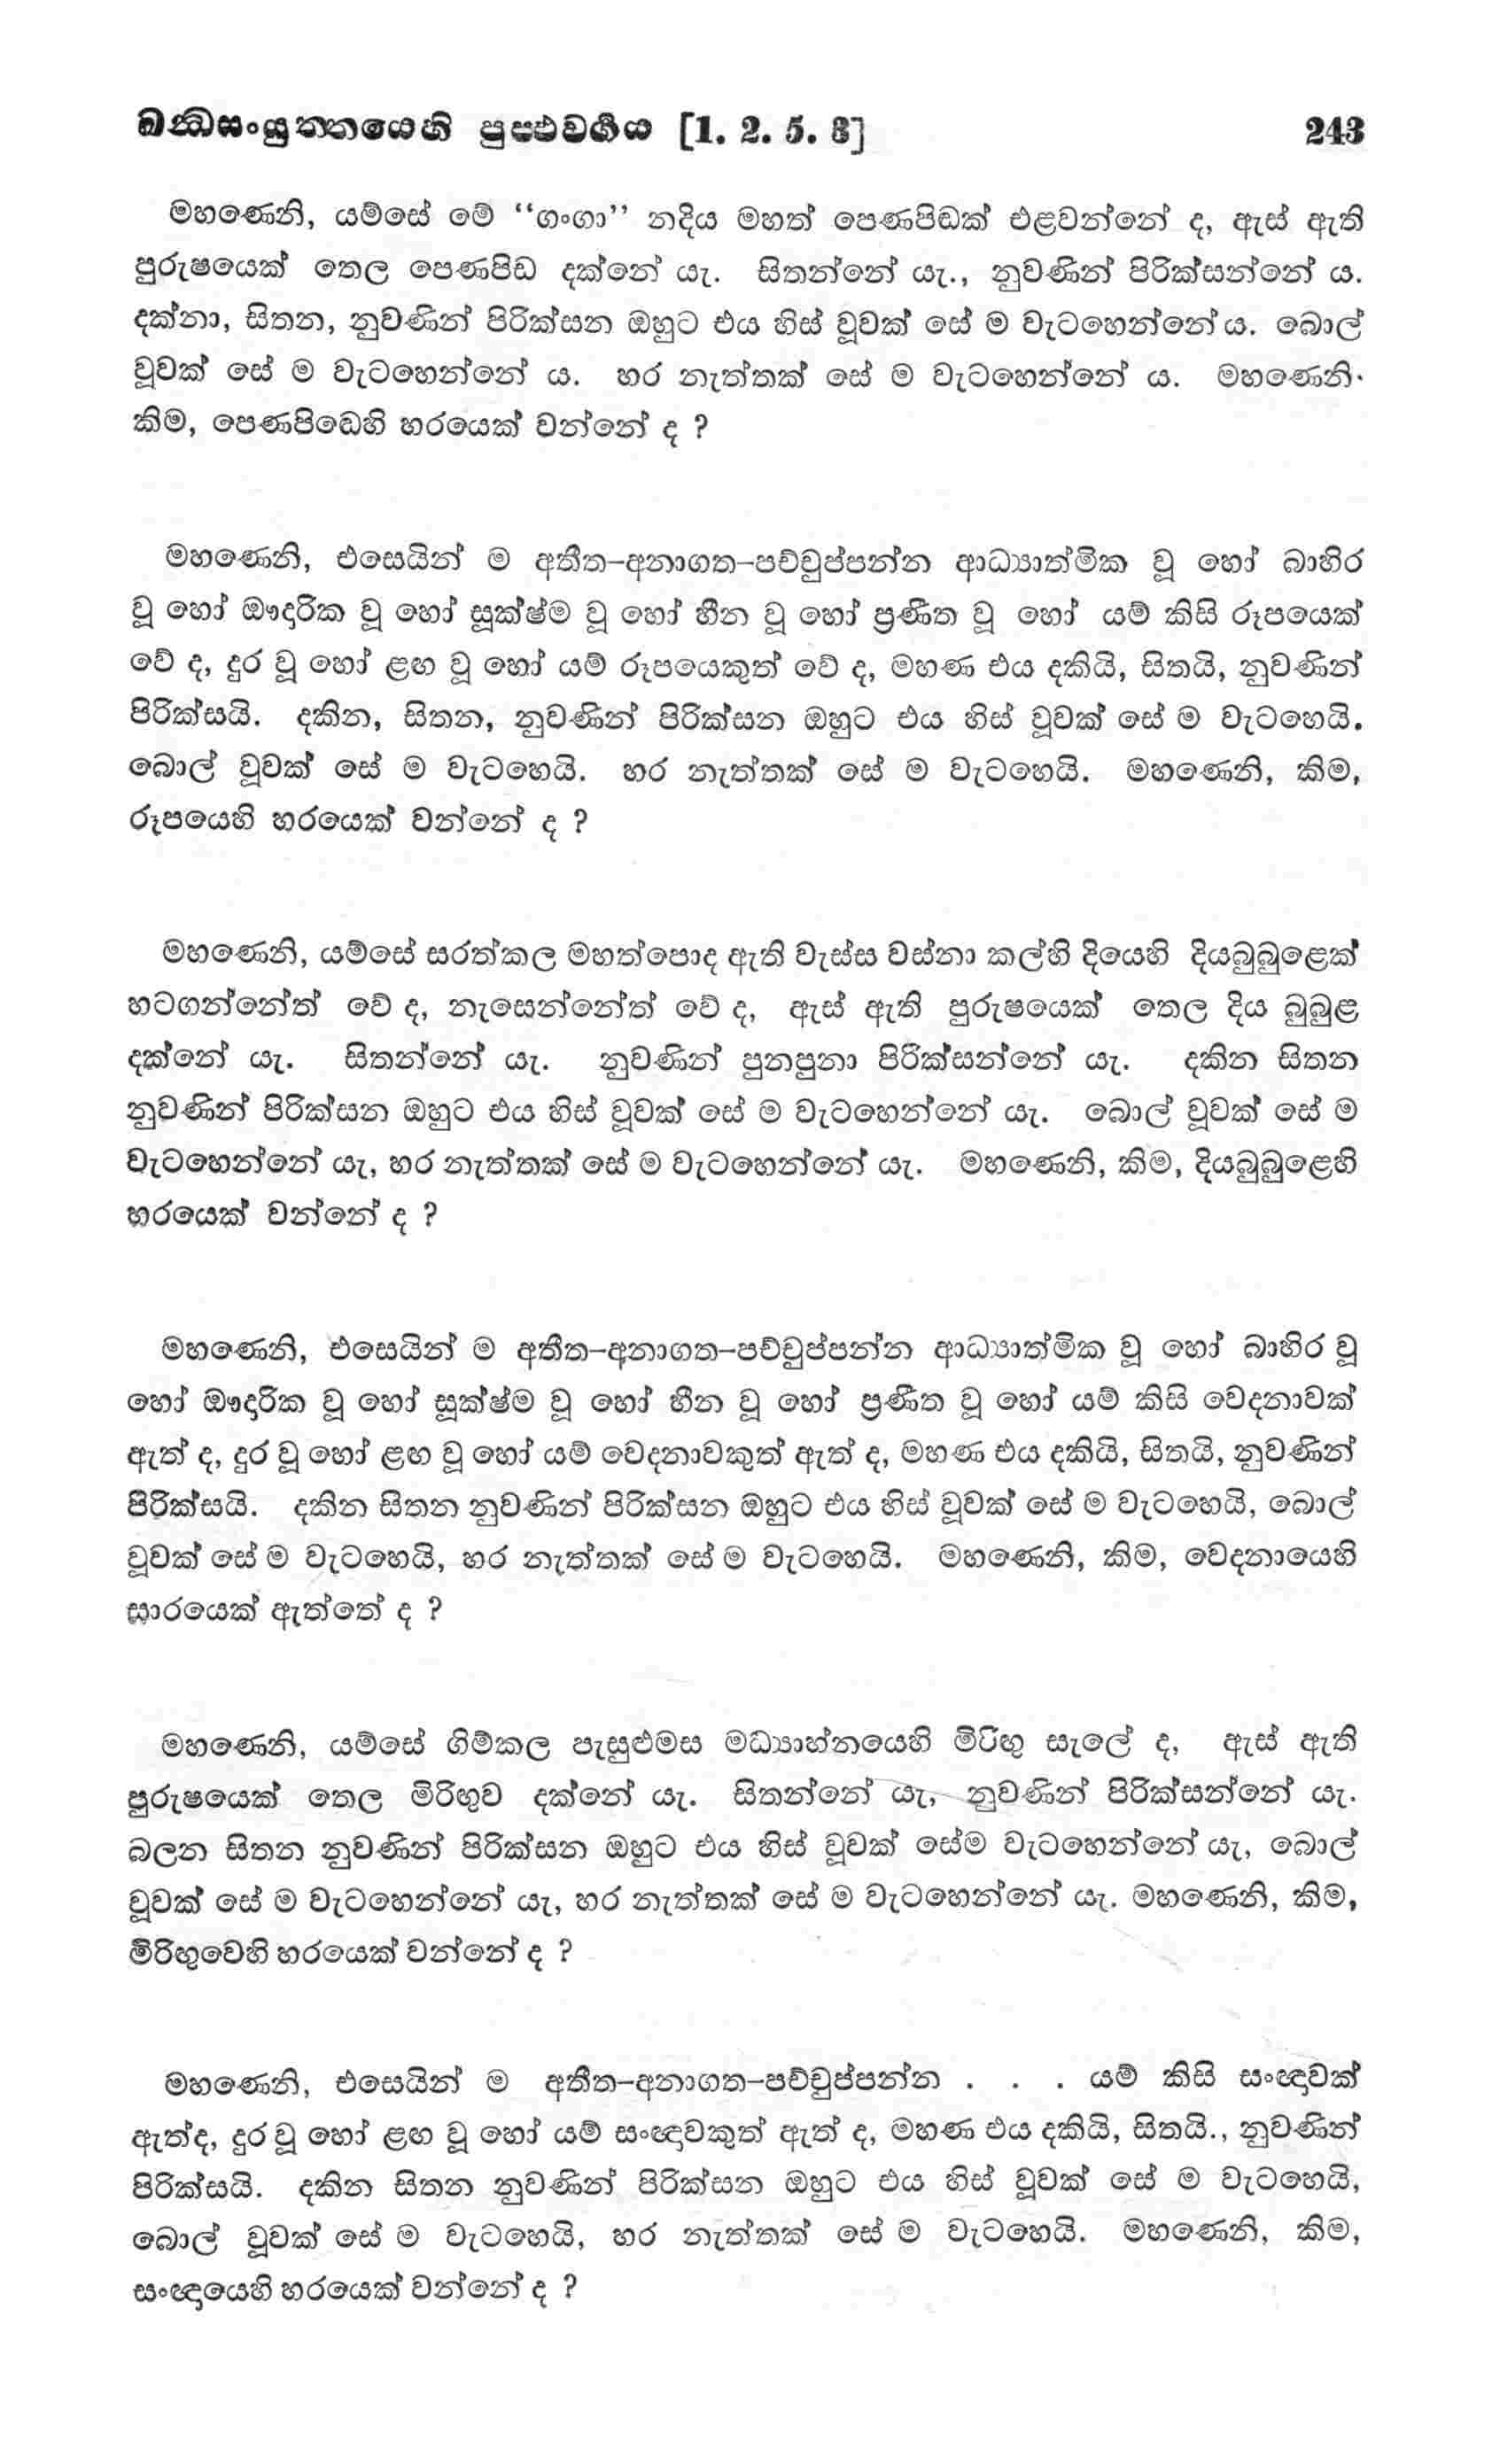 ඛන්‍ධසංයුත්තයෙහි පුප්ඵවර්‍ගය [1. 2. 5. 3] 243
මහණෙනි, යම්සේ මේ “ගංගා” නදිය මහත් පෙණපිඬක් එළවන්නේ ද, ඇස් ඇති
පුරුෂයෙක් තෙල පෙණපිඩ දක්නේ යැ. සිතන්නේ යැ., නුවණින් පිරික්සන්නේ ය.
දක්නා, සිතන, නුවණින් පිරික්සන ඔහුට එය හිස් වූවක් සේ ම වැටහෙන්නේ ය. බොල්
වූවක් සේ ම වැටහෙන්නේ ය. හර නැත්තක් සේ ම වැටහෙන්නේ ය. මහණෙනි.
කිම, පෙණපිඬෙහි හරයෙක් වන්නේ ද ?
මහණෙනි, එසෙයින් ම අතීත-අනාගත-පච්චුප්පන්න ආධ්‍යාත්මික වූ හෝ බාහිර
වූ හෝ ඖදාරික වූ හෝ සූක්ෂ්ම වූ හෝ හීන වූ හෝ ප්‍රණීත වූ හෝ යම් කිසි රූපයෙක්
වේ ද, දුර වූ හෝ ළඟ වූ හෝ යම් රූපයෙකුත් වේ ද, මහණ එය දකියි, සිතයි, නුවණින්
පිරික්සයි. දකින, සිතන, නුවණින් පිරික්සන ඔහුට එය හිස් වූවක් සේ ම වැටහෙයි.
බොල් වූවක් සේ ම වැටහෙයි. හර නැත්තක් සේ ම වැටහෙයි. මහණෙනි, කිම,
රූපයෙහි හරයෙක් වන්නේ ද ?
මහණෙනි, යම්සේ සරත්කල මහත්පොද ඇති වැස්ස වස්නා කල්හි දියෙහි දියබුබුළෙක්
හටගන්නේත් වේ ද, නැසෙන්නේත් වේ ද, ඇස් ඇති පුරුෂයෙක් තෙල දිය බුබුළ
දක්නේ යැ. සිතන්නේ යැ. නුවණින් පුනපුනා පිරික්සන්නේ යැ. දකින සිතන
නුවණින් පිරික්සන ඔහුට එය හිස් වූවක් සේ ම වැටහෙන්නේ යැ. බොල් වූවක් සේ ම
වැටහෙන්නේ යැ, හර නැත්තක් සේ ම වැටහෙන්නේ යැ. මහණෙනි, කිම, දියබුබුළෙහි
හරයෙක් වන්නේ ද ?
මහණෙනි, එසෙයින් ම අතීත-අනාගත-පච්චුප්පන්න ආධ්‍යාත්මික වූ හෝ බාහිර වූ
හෝ ඖදාරික වූ හෝ සූක්ෂ්ම වූ හෝ හීන වූ හෝ ප්‍රණීත වූ හෝ යම් කිසි වෙදනාවක්
ඇත් ද, දුර වූ හෝ ළඟ වූ හෝ යම් වෙදනාවකුත් ඇත් ද, මහණ එය දකියි, සිතයි, නුවණින්
පිරික්සයි. දකින සිතන නුවණින් පිරික්සන ඔහුට එය හිස් වූවක් සේ ම වැටහෙයි, බොල්
වූවක් සේ ම වැටහෙයි, හර නැත්තක් සේ ම වැටහෙයි. මහණෙනි, කිම, වෙදනායෙහි
සාරයෙක් ඇත්තේ ද ?
මහණෙනි, යම්සේ ගිම්කල පැසුළුමස මධ්‍යාහ්නයෙහි මිරිඟු සැලේ ද, ඇස් ඇති
පුරුෂයෙක් තෙල මිරිඟුව දක්නේ යැ. සිතන්නේ යැ, නුවණින් පිරික්සන්නේ යැ.
බලන සිතන නුවණින් පිරික්සන ඔහුට එය හිස් වූවක් සේම වැටහෙන්නේ යැ, බොල්
වූවක් සේ ම වැටහෙන්නේ යැ, හර නැත්තක් සේ ම වැටහෙන්නේ යැ. මහණෙනි, කිම,
මිරිඟුවෙහි හරයෙක් වන්නේ ද ?
මහණෙනි, එසෙයින් ම අතීත-අනාගත-පච්චුප්පන්න . . . යම් කිසි සංඥාවක්
ඇත්ද, දුර වූ හෝ ළඟ වූ හෝ යම් සංඥාවකුත් ඇත් ද, මහණ එය දකියි, සිතයි., නුවණින්
පිරික්සයි. දකින සිතන නුවණින් පිරික්සන ඔහුට එය හිස් වූවක් සේ ම වැටහෙයි,
බොල් වූවක් සේ ම වැටහෙයි, හර නැත්තක් සේ ම වැටහෙයි. මහණෙනි, කිම,
සංඥායෙහි හරයෙක් වන්නේ ද ?